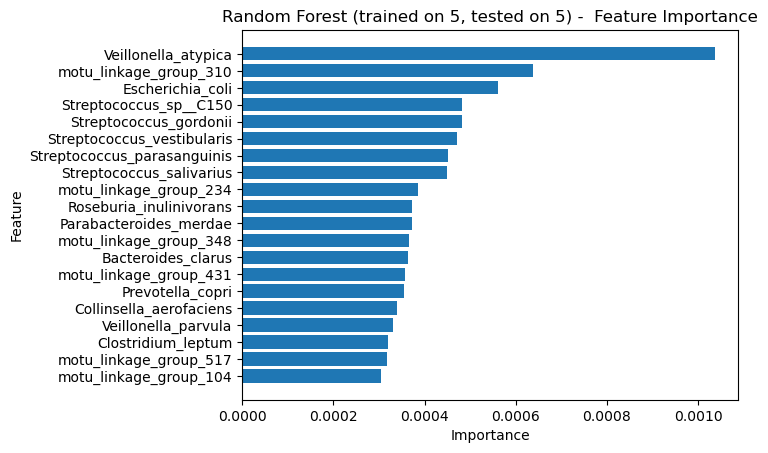 Random Forest (trained on 5, tested on 5) -  Feature Importance
Veillonella_atypica
motu_linkage_group_310
Escherichia_coli
Streptococcus_sp__C150
Streptococcus_gordonii
Streptococcus_vestibularis
Streptococcus_parasanguinis
Streptococcus_salivarius
motu_linkage_group_234
Roseburia_inulinivorans
Parabacteroides_merdae
motu_linkage_group_348
Bacteroides_clarus
motu_linkage_group_431
Prevotella_copri
Collinsella_aerofaciens
Veillonella_parvula
Clostridium_leptum
motu_linkage_group_517
motu_linkage_group_104
Feature
0.0000 0.0002 0.0004 0.0006 0.0008 0.0010
Importance